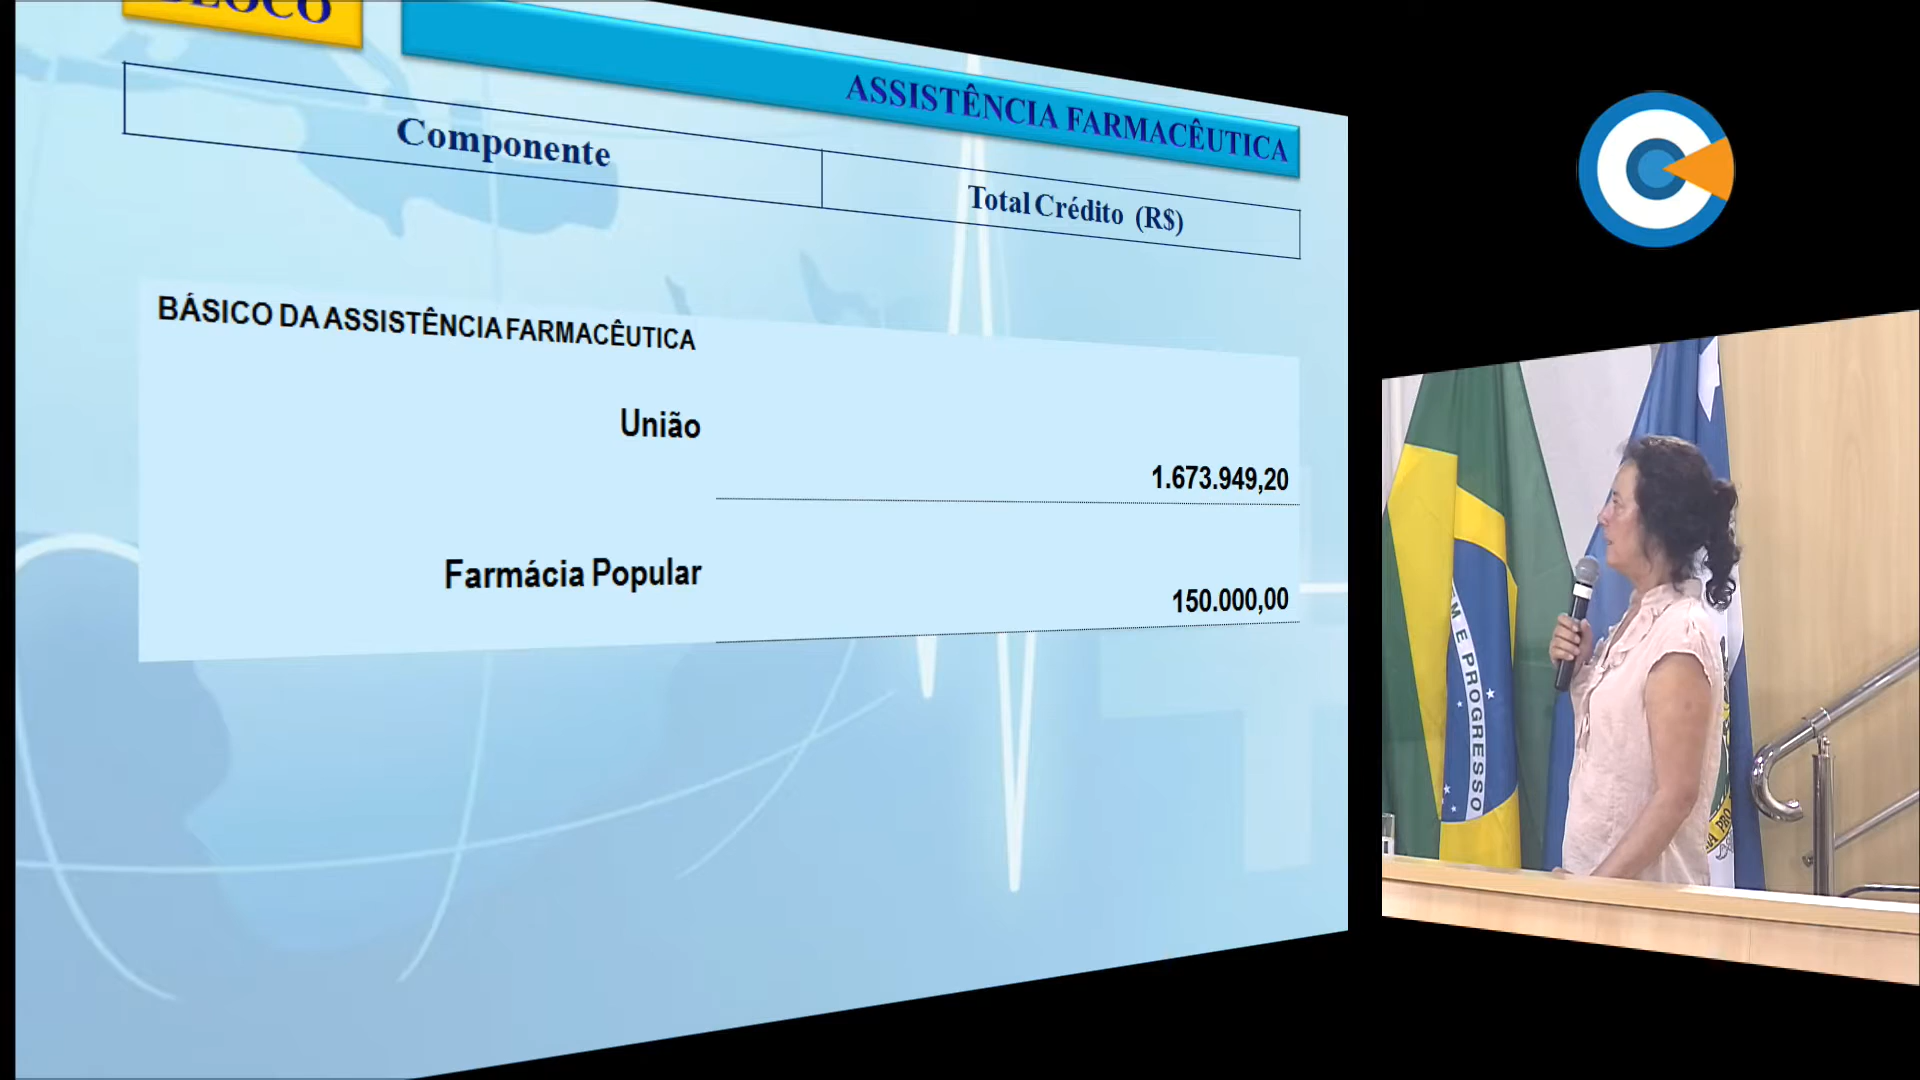 BLOCO
ASSISTÊNCIA FARMACÊUTICA
Componente
Total Crédito (R$)
BÁSICO DA ASSISTÊNCIA FARMACÊUTICA
União
1.673.949,20
Farmácia Popular
150.000,00
M E PROGRESSO